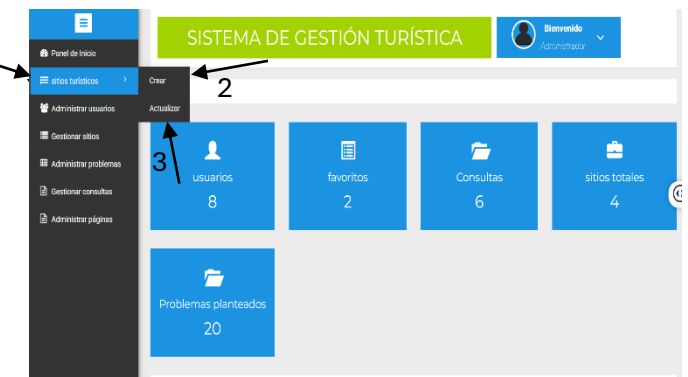 SISTEMA DE GESTIÓN TURÍSTICA
Bienvenido
Administrador
Panel de Inicio
sitios turísticos
Crear
2
Administrar usuarios
Actualizar
Gestionar sitios
3
Administrar problemas
Gestionar consultas
Administrar páginas
usuarios
8
favoritos
2
Consultas
6
sitios totales
4
Problemas planteados
20